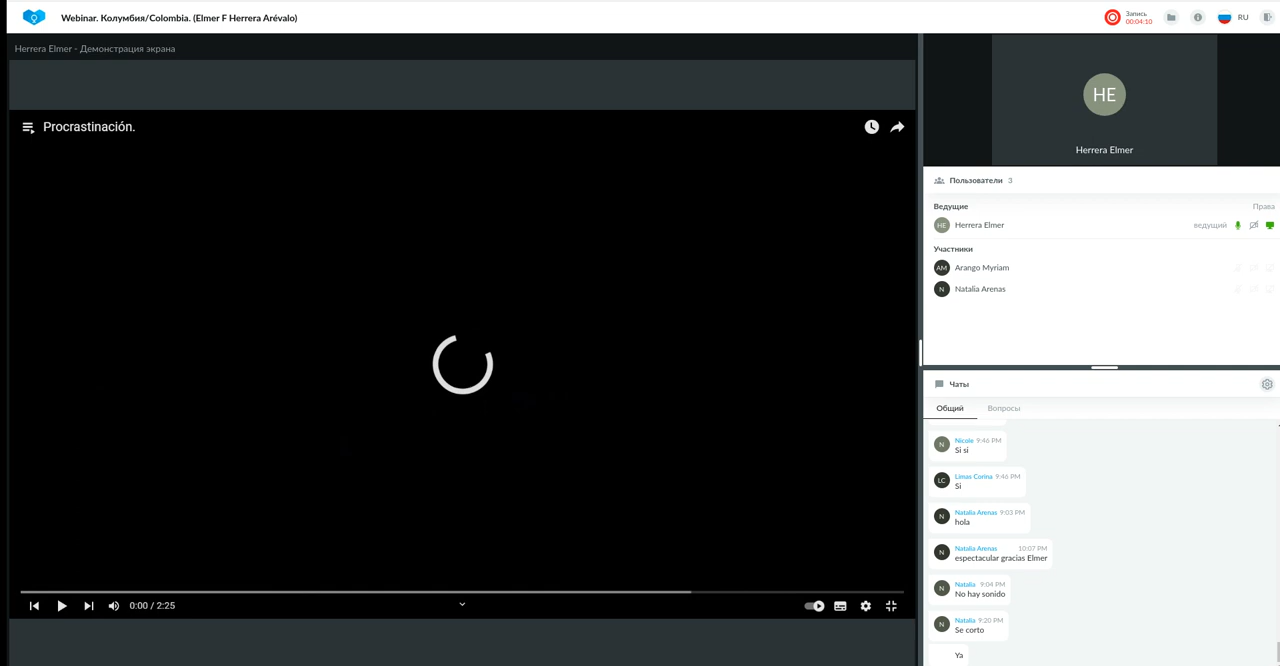 Webinar. Колумбия/Colombia. (Elmer F Herrera Arévalo)
Запись
00:04:10
RU
Herrera Elmer - Демонстрация экрана
Procrastinación.
0:00 / 2:25
HE
Herrera Elmer
Пользователи 3
Ведущие Права
HE Herrera Elmer ведущий
Участники
AM Arango Myriam
N Natalia Arenas
Чаты
Общий Вопросы
N Nicole 9:46 PM
Si si
LC Limas Corina 9:46 PM
Si
N Natalia Arenas 9:03 PM
hola
N Natalia Arenas 10:07 PM
espectacular gracias Elmer
N Natalia 9:04 PM
No hay sonido
N Natalia 9:20 PM
Se corto
Ya